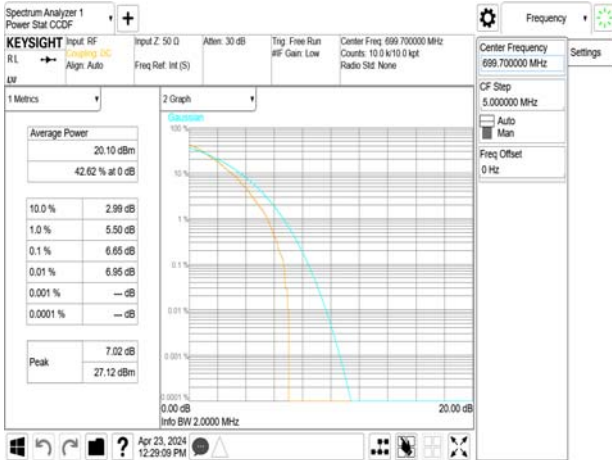 Spectrum Analyzer 1
Power Stat CCDF
+
Frequency
KEYSIGHT
RL
LW
Input: RF
Coupling: DC
Align: Auto
Input Z: 50 Ω
Freq Ref: Int (S)
Atten: 30 dB
Trig: Free Run
#IF Gain: Low
Center Freq: 699.700000 MHz
Counts: 10.0 k/10.0 kpt
Radio Std: None
Center Frequency
699.700000 MHz
Settings
CF Step
5.000000 MHz
Auto
Man
Freq Offset
0 Hz
1 Metrics
Average Power
20.10 dBm
42.62 % at 0 dB
10.0 % 2.99 dB
1.0 % 5.50 dB
0.1 % 6.65 dB
0.01 % 6.95 dB
0.001 % --- dB
0.0001 % --- dB
Peak
7.02 dB
27.12 dBm
2 Graph
Gaussian
100 %
10 %
1 %
0.1 %
0.01 %
0.001 %
0.0001 %
0.00 dB 20.00 dB
Info BW 2.0000 MHz
?
Apr 23, 2024
12:29:09 PM